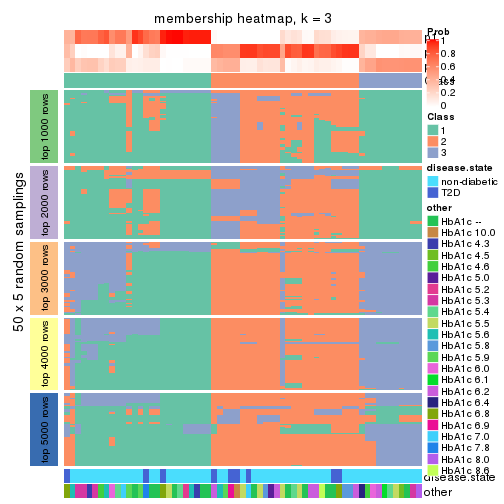 membership heatmap, k = 3
50 x 5 random samplings
top 1000 rows
top 2000 rows
top 3000 rows
top 4000 rows
top 5000 rows
disease.state
other
Prob
1
0.8
0.6
0.4
0.2
0
Class
1
2
3
disease.state
non-diabetic
T2D
other
HbA1c --
HbA1c 10.0
HbA1c 4.3
HbA1c 4.5
HbA1c 4.6
HbA1c 5.0
HbA1c 5.2
HbA1c 5.3
HbA1c 5.4
HbA1c 5.5
HbA1c 5.6
HbA1c 5.8
HbA1c 5.9
HbA1c 6.0
HbA1c 6.1
HbA1c 6.2
HbA1c 6.4
HbA1c 6.8
HbA1c 6.9
HbA1c 7.0
HbA1c 7.8
HbA1c 8.0
HbA1c 8.6